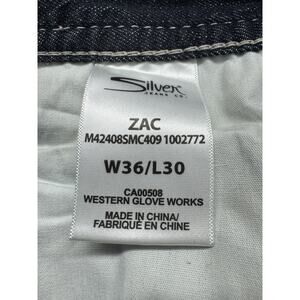 Silver
JEANS CO.
ZAC
M42408SMC409 1002772
W36/L30
CA00508
WESTERN GLOVE WORKS
MADE IN CHINA/
FABRIQUÉ EN CHINE